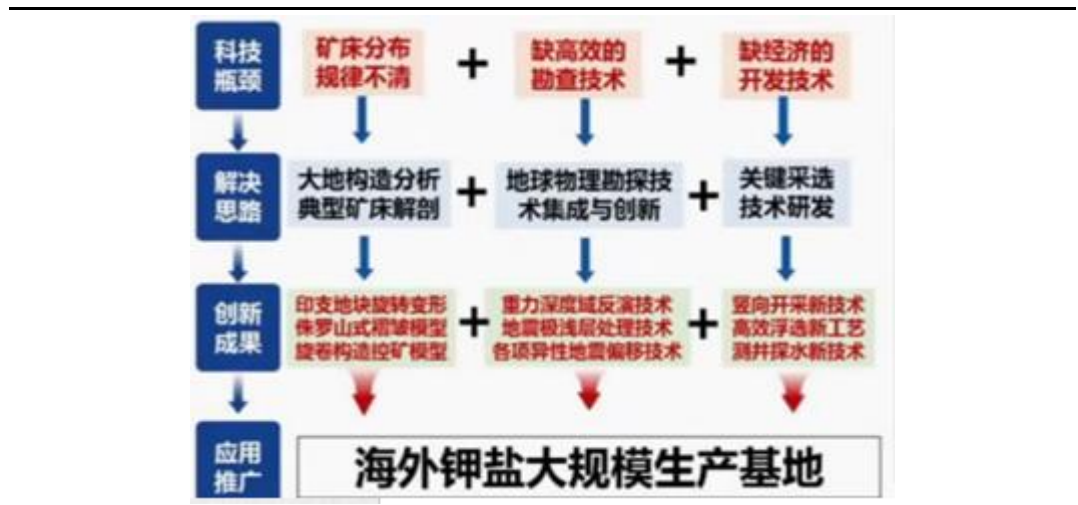 科技
瓶颈
矿床分布
规律不清
+
缺高效的
勘查技术
+
缺经济的
开发技术
解决
思路
大地构造分析
典型矿床解剖
+
地球物理勘探技
术集成与创新
+
关键采选
技术研发
创新
成果
印支地块旋转变形
侏罗山式褶皱模型
旋卷构造控矿模型
+
重力深度域反演技术
地震极浅层处理技术
各项异性地震偏移技术
+
竖向开采新技术
高效浮选新工艺
测井探水新技术
应用
推广
海外钾盐大规模生产基地